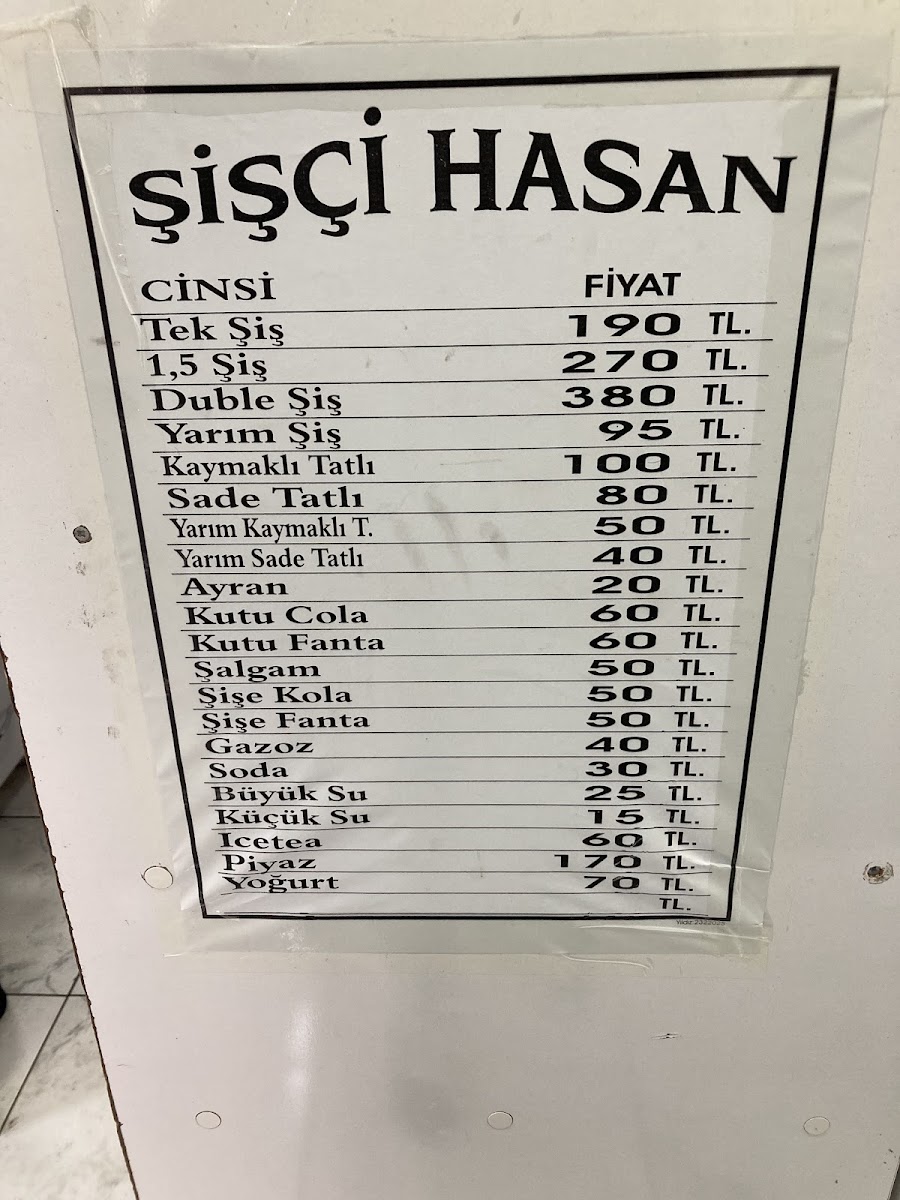 ŞİŞÇİ HASAN
CİNSİ FİYAT
Tek Şiş 190 TL.
1,5 Şiş 270 TL.
Duble Şiş 380 TL.
Yarım Şiş 95 TL.
Kaymaklı Tatlı 100 TL.
Sade Tatlı 80 TL.
Yarım Kaymaklı T. 50 TL.
Yarım Sade Tatlı 40 TL.
Ayran 20 TL.
Kutu Cola 60 TL.
Kutu Fanta 60 TL.
Şalgam 50 TL.
Şişe Kola 50 TL.
Şişe Fanta 50 TL.
Gazoz 40 TL.
Soda 30 TL.
Büyük Su 25 TL.
Küçük Su 15 TL.
Icetea 60 TL.
Piyaz 170 TL.
Yoğurt 70 TL.
TL.